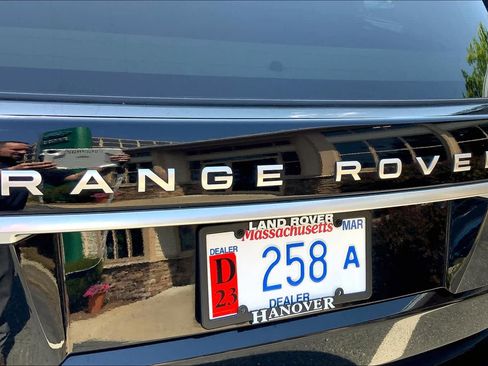 RANGE ROVER
LAND ROVER
Massachusetts
DEALER
MAR
D
23
258 A
DEALER
HANOVER